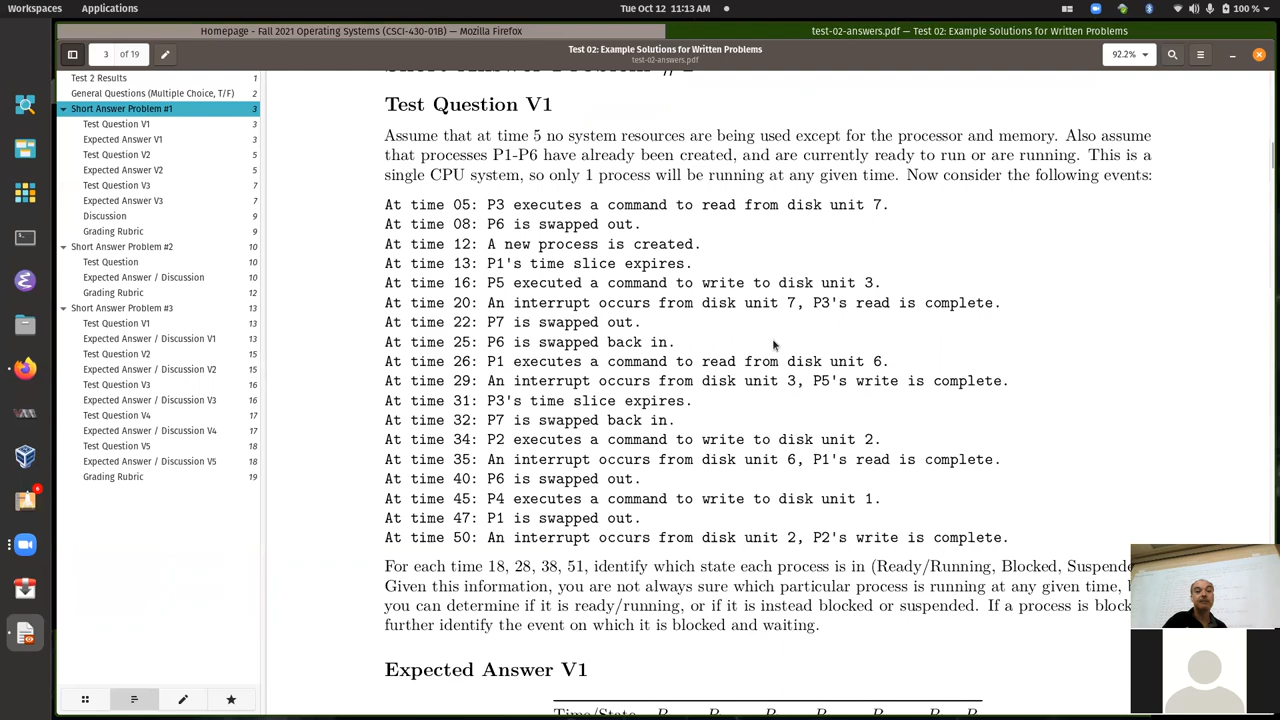 Workspaces Applications Tue Oct 12 11:13 AM 100 %
Homepage - Fall 2021 Operating Systems (CSCI-430-01B) — Mozilla Firefox test-02-answers.pdf — Test 02: Example Solutions for Written Problems
3 of 19 Test 02: Example Solutions for Written Problems 92.2%
test-02-answers.pdf
Test 2 Results 1
General Questions (Multiple Choice, T/F) 2
Short Answer Problem #1 3
Test Question V1 3
Expected Answer V1 3
Test Question V2 5
Expected Answer V2 5
Test Question V3 7
Expected Answer V3 7
Discussion 9
Grading Rubric 9
Short Answer Problem #2 10
Test Question 10
Expected Answer / Discussion 10
Grading Rubric 12
Short Answer Problem #3 13
Test Question V1 13
Expected Answer / Discussion V1 13
Test Question V2 15
Expected Answer / Discussion V2 15
Test Question V3 16
Expected Answer / Discussion V3 16
Test Question V4 17
Expected Answer / Discussion V4 17
Test Question V5 18
Expected Answer / Discussion V5 18
Grading Rubric 19
Test Question V1
Assume that at time 5 no system resources are being used except for the processor and memory. Also assume
that processes P1-P6 have already been created, and are currently ready to run or are running. This is a
single CPU system, so only 1 process will be running at any given time. Now consider the following events:
At time 05: P3 executes a command to read from disk unit 7.
At time 08: P6 is swapped out.
At time 12: A new process is created.
At time 13: P1's time slice expires.
At time 16: P5 executed a command to write to disk unit 3.
At time 20: An interrupt occurs from disk unit 7, P3's read is complete.
At time 22: P7 is swapped out.
At time 25: P6 is swapped back in.
At time 26: P1 executes a command to read from disk unit 6.
At time 29: An interrupt occurs from disk unit 3, P5's write is complete.
At time 31: P3's time slice expires.
At time 32: P7 is swapped back in.
At time 34: P2 executes a command to write to disk unit 2.
At time 35: An interrupt occurs from disk unit 6, P1's read is complete.
At time 40: P6 is swapped out.
At time 45: P4 executes a command to write to disk unit 1.
At time 47: P1 is swapped out.
At time 50: An interrupt occurs from disk unit 2, P2's write is complete.
For each time 18, 28, 38, 51, identify which state each process is in (Ready/Running, Blocked, Suspende
Given this information, you are not always sure which particular process is running at any given time,
you can determine if it is ready/running, or if it is instead blocked or suspended. If a process is block
further identify the event on which it is blocked and waiting.
Expected Answer V1
Time/State